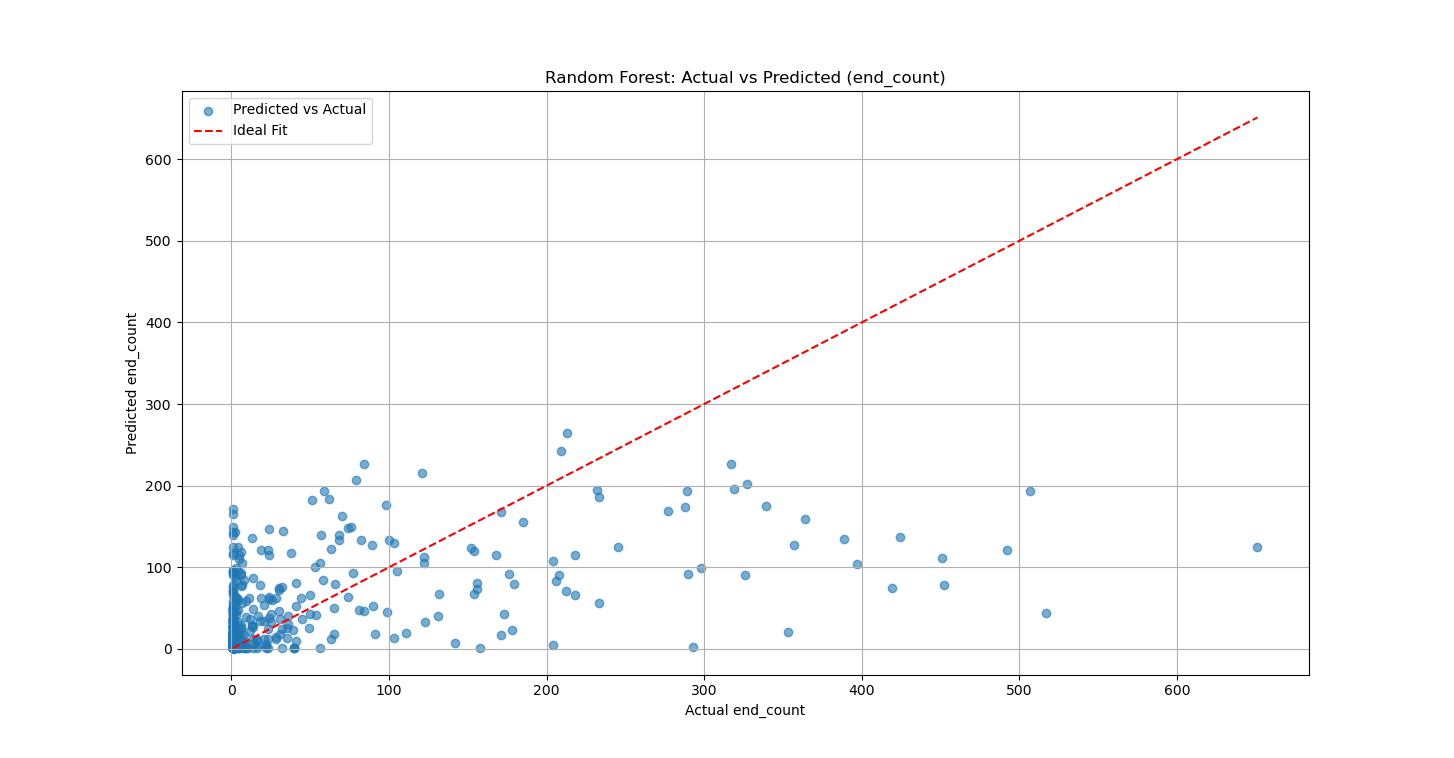 Random Forest: Actual vs Predicted (end_count)
Predicted vs Actual
Ideal Fit
Predicted end_count
600
500
400
300
200
100
0
0 100 200 300 400 500 600
Actual end_count